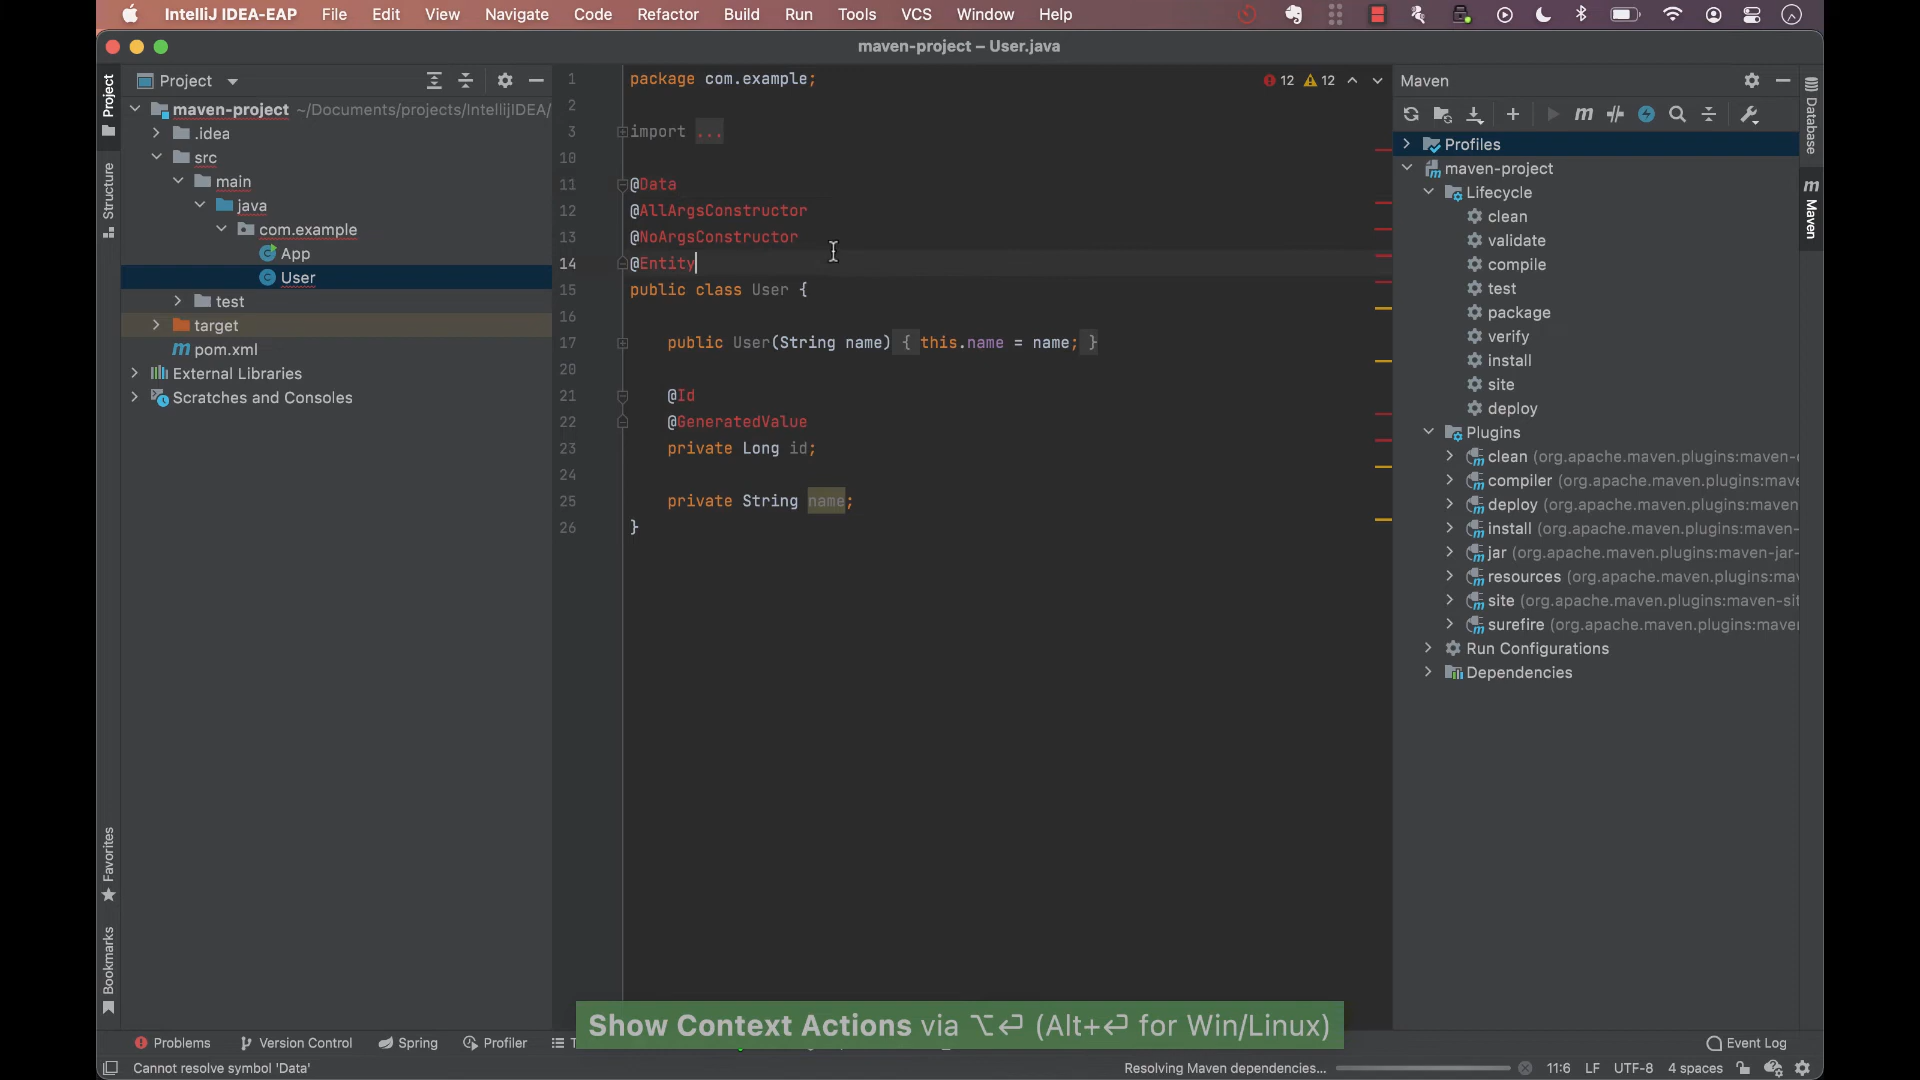 IntelliJ IDEA-EAP File Edit View Navigate Code Refactor Build Run Tools VCS Window Help
maven-project – User.java
Project
maven-project ~/Documents/projects/IntellijIDEA/
.idea
src
main
java
com.example
App
User
test
target
pom.xml
External Libraries
Scratches and Consoles
Project
Structure
Favorites
Bookmarks
12 12
1 package com.example;
2
3 import ...
10
11 @Data
12 @AllArgsConstructor
13 @NoArgsConstructor
14 @Entity
15 public class User {
16
17 public User(String name) { this.name = name; }
20
21 @Id
22 @GeneratedValue
23 private Long id;
24
25 private String name;
26 }
Maven
Profiles
maven-project
Lifecycle
clean
validate
compile
test
package
verify
install
site
deploy
Plugins
clean (org.apache.maven.plugins:maven-
compiler (org.apache.maven.plugins:mave
deploy (org.apache.maven.plugins:maven-
install (org.apache.maven.plugins:maven-
jar (org.apache.maven.plugins:maven-jar-
resources (org.apache.maven.plugins:mav
site (org.apache.maven.plugins:maven-sit
surefire (org.apache.maven.plugins:maven
Run Configurations
Dependencies
Database
Maven
Show Context Actions via ⌥⏎ (Alt+⏎ for Win/Linux)
Problems Version Control Spring Profiler Event Log
Cannot resolve symbol 'Data' Resolving Maven dependencies... 11:6 LF UTF-8 4 spaces